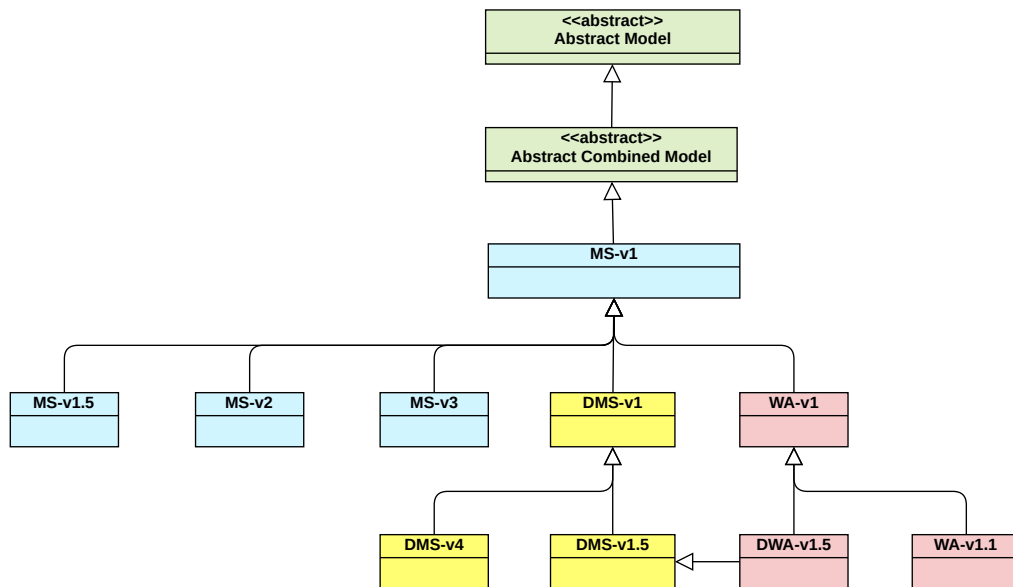 <<abstract>>
Abstract Model
<<abstract>>
Abstract Combined Model
MS-v1
MS-v1.5
MS-v2
MS-v3
DMS-v1
WA-v1
DMS-v4
DMS-v1.5
DWA-v1.5
WA-v1.1